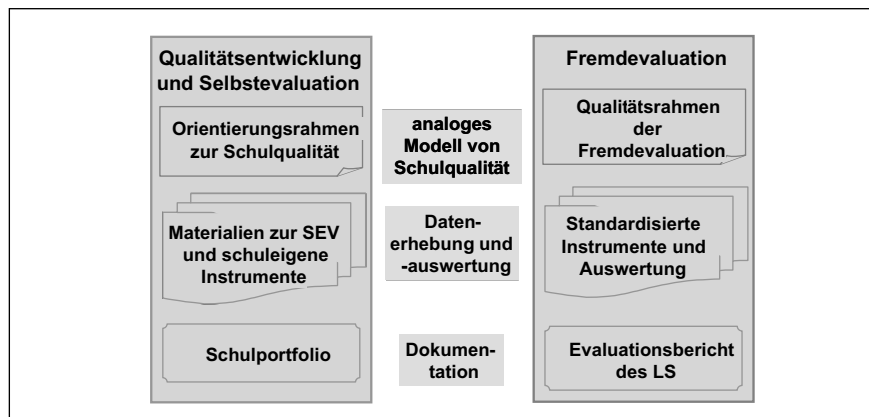 Qualitätsentwicklung
und Selbstevaluation
Orientierungsrahmen
zur Schulqualität
Materialien zur SEV
und schuleigene
Instrumente
Schulportfolio
analoges
Modell von
Schulqualität
Daten-
erhebung und
-auswertung
Dokumen-
tation
Fremdevaluation
Qualitätsrahmen
der
Fremdevaluation
Standardisierte
Instrumente und
Auswertung
Evaluationsbericht
des LS